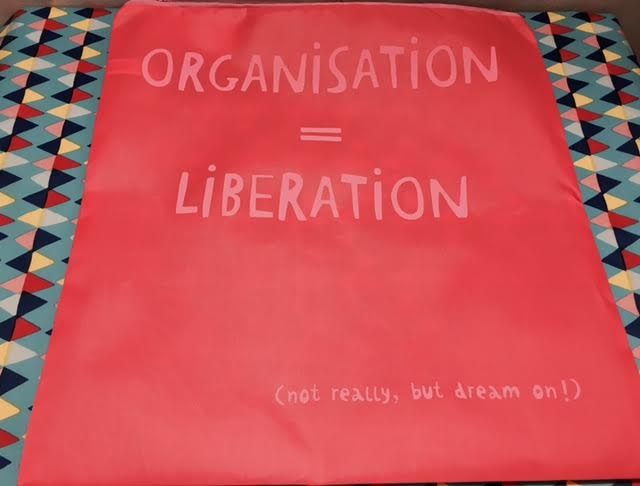 ORGANiSATiON
=
LiBERATiON
(not really, but dream on!)